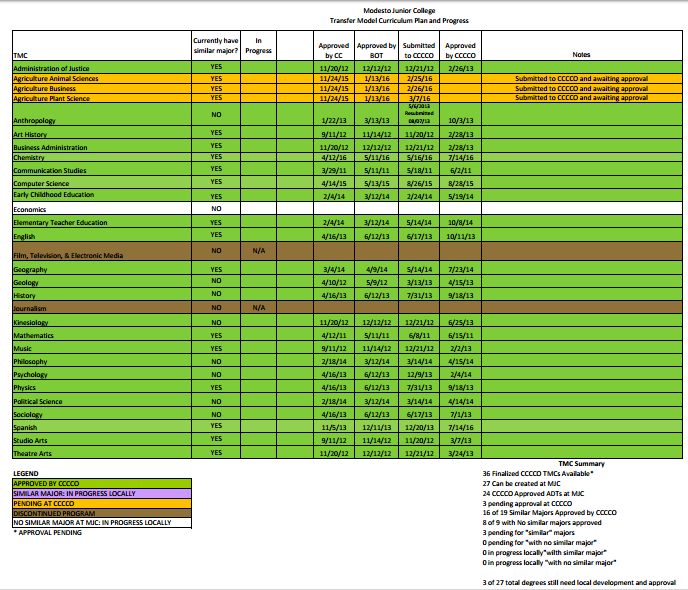 Modesto Junior College
Transfer Model Curriculum Plan and Progress
TMC Currently have similar major? In Progress Approved by CC Approved by BOT Submitted to CCCCO Approved by CCCCO Notes
Administration of Justice YES 11/20/12 12/12/12 12/21/12 2/26/13
Agriculture Animal Sciences YES 11/24/15 1/13/16 2/25/16 Submitted to CCCCO and awaiting approval
Agriculture Business YES 11/24/15 1/13/16 2/26/16 Submitted to CCCCO and awaiting approval
Agriculture Plant Science YES 11/24/15 1/13/16 3/7/16 Submitted to CCCCO and awaiting approval
Anthropology NO 1/22/13 3/13/13 5/6/2013 Resubmitted 08/07/13 10/3/13
Art History YES 9/11/12 11/14/12 11/20/12 2/28/13
Business Administration YES 11/20/12 12/12/12 12/21/12 2/28/13
Chemistry YES 4/12/16 5/11/16 5/16/16 7/14/16
Communication Studies YES 3/29/11 5/11/11 5/18/11 6/2/11
Computer Science YES 4/14/15 5/13/15 8/26/15 8/28/15
Early Childhood Education YES 2/4/14 3/12/14 2/24/14 5/19/14
Economics NO
Elementary Teacher Education YES 2/4/14 3/12/14 5/14/14 10/8/14
English YES 4/16/13 6/12/13 6/17/13 10/11/13
Film, Television, & Electronic Media NO N/A
Geography YES 3/4/14 4/9/14 5/14/14 7/23/14
Geology NO 4/10/12 5/9/12 3/13/13 4/15/13
History NO 4/16/13 6/12/13 7/31/13 9/18/13
Journalism NO N/A
Kinesiology NO 11/20/12 12/12/12 12/21/12 6/25/13
Mathematics YES 4/12/11 5/11/11 6/8/11 6/15/11
Music YES 9/11/12 11/14/12 12/21/12 2/2/13
Philosophy NO 2/18/14 3/12/14 3/14/14 4/15/14
Psychology NO 4/16/13 6/12/13 12/9/13 2/4/14
Physics YES 4/16/13 6/12/13 7/31/13 9/18/13
Political Science NO 2/18/14 3/12/14 3/14/14 4/14/14
Sociology NO 4/16/13 6/12/13 6/17/13 7/1/13
Spanish YES 11/5/13 12/11/13 12/20/13 7/14/16
Studio Arts YES 9/11/12 11/14/12 11/20/12 3/7/13
Theatre Arts YES 11/20/12 12/12/12 12/21/12 3/24/13
LEGEND
APPROVED BY CCCCO
SIMILAR MAJOR: IN PROGRESS LOCALLY
PENDING AT CCCCO
DISCONTINUED PROGRAM
NO SIMILAR MAJOR AT MJC: IN PROGRESS LOCALLY
* APPROVAL PENDING
TMC Summary
36 Finalized CCCCO TMCs Available*
27 Can be created at MJC
24 CCCCO Approved ADTs at MJC
3 pending approval at CCCCO
16 of 19 Similar Majors Approved by CCCCO
8 of 9 with No similar majors approved
3 pending for "similar" majors
0 pending for "with no similar major"
0 in progress locally"wilth similar major"
0 in progress locally "with no similar major"
3 of 27 total degrees still need local development and approval